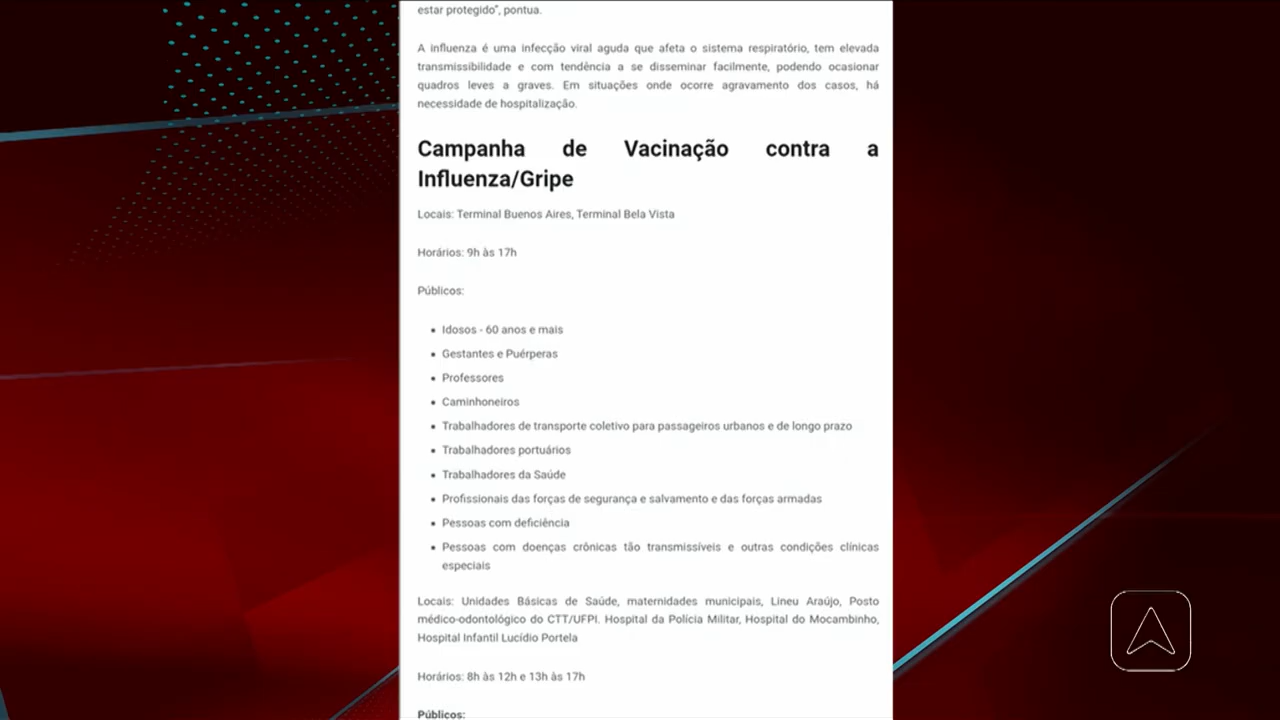 estar protegido”, pontua.
A influenza é uma infecção viral aguda que afeta o sistema respiratório, tem elevada
transmissibilidade e com tendência a se disseminar facilmente, podendo ocasionar
quadros leves a graves. Em situações onde ocorre agravamento dos casos, há
necessidade de hospitalização.
Campanha de Vacinação contra a
Influenza/Gripe
Locais: Terminal Buenos Aires, Terminal Bela Vista
Horários: 9h às 17h
Públicos:
• Idosos - 60 anos e mais
• Gestantes e Puérperas
• Professores
• Caminhoneiros
• Trabalhadores de transporte coletivo para passageiros urbanos e de longo prazo
• Trabalhadores portuários
• Trabalhadores da Saúde
• Profissionais das forças de segurança e salvamento e das forças armadas
• Pessoas com deficiência
• Pessoas com doenças crônicas tão transmissíveis e outras condições clínicas
especiais
Locais: Unidades Básicas de Saúde, maternidades municipais, Lineu Araújo, Posto
médico-odontológico do CTT/UFPI. Hospital da Polícia Militar, Hospital do Mocambinho,
Hospital Infantil Lucídio Portela
Horários: 8h às 12h e 13h às 17h
Públicos: